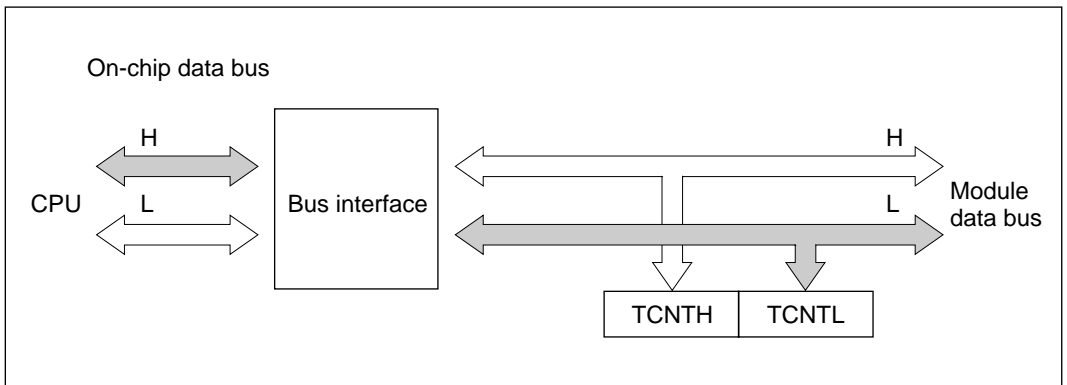 On-chip data bus
H
H
CPU
L
Bus interface
L
Module
data bus
TCNTH
TCNTL